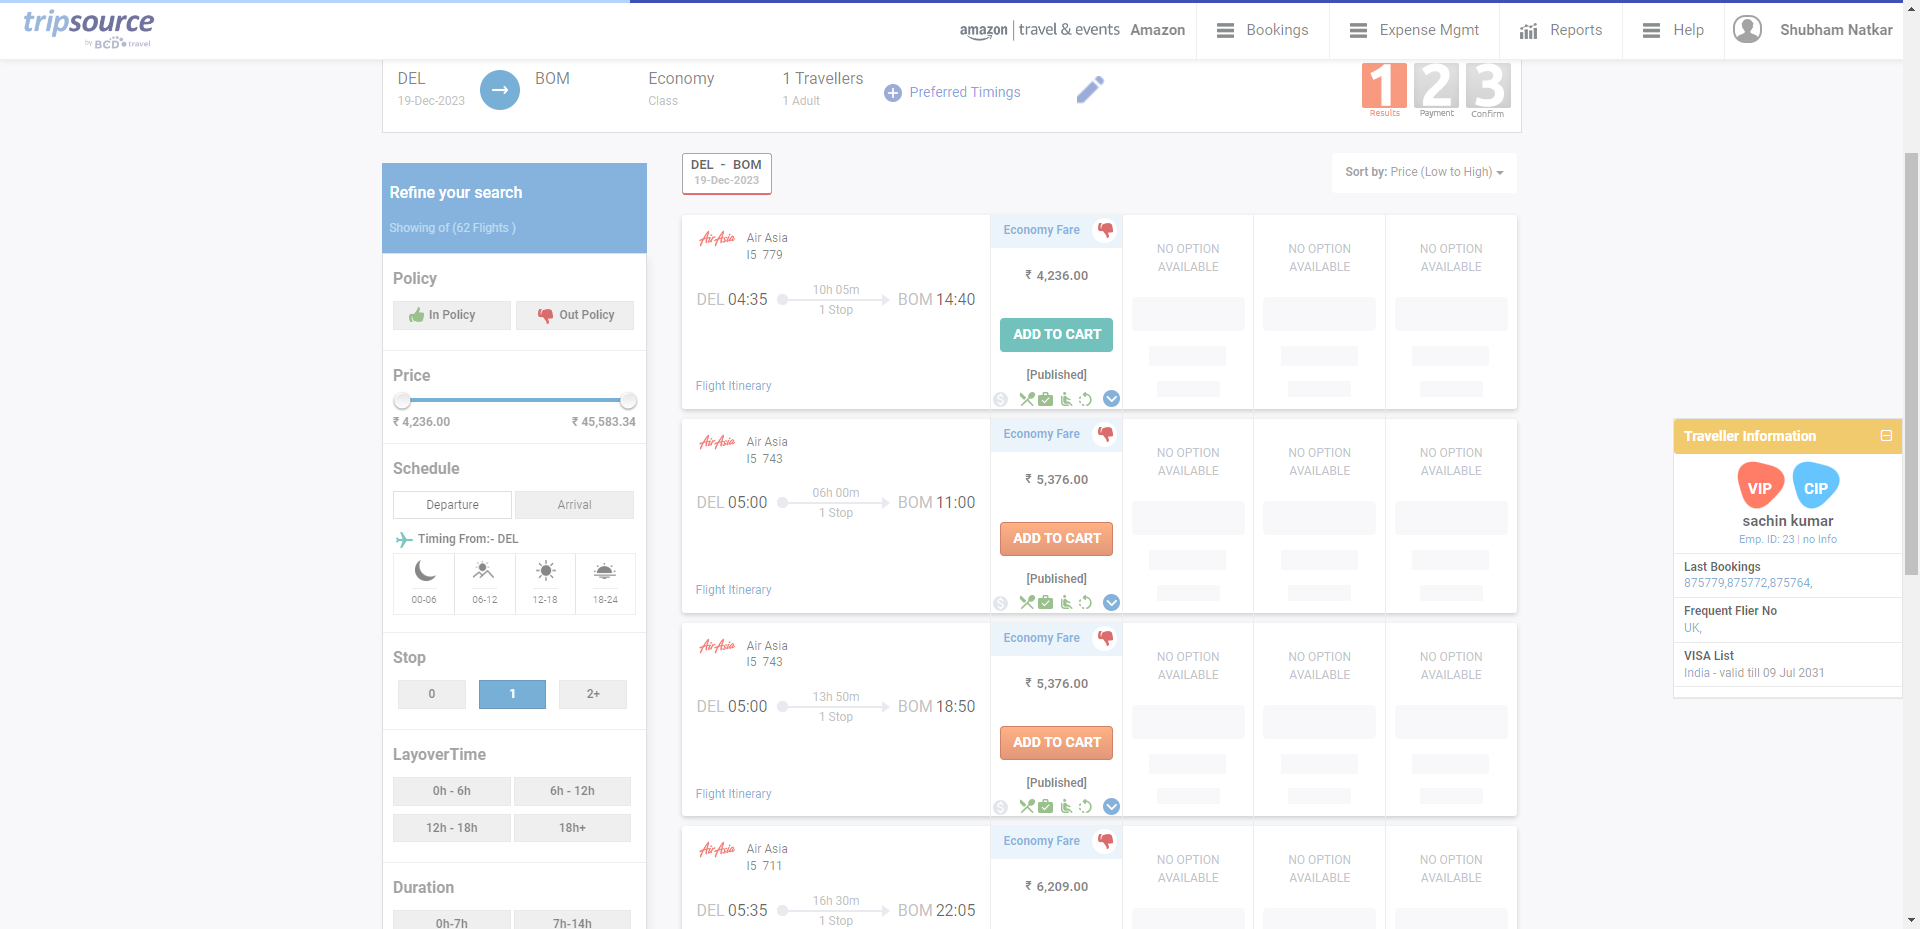 tripsource
by BCD travel
amazon | travel & events
Amazon
Bookings
Expense Mgmt
Reports
Help
Shubham Natkar
DEL
19-Dec-2023
BOM
Economy
Class
1 Travellers
1 Adult
Preferred Timings
1
Results
2
Payment
3
Confirm
Refine your search
Showing of (62 Flights )
Policy
In Policy
Out Policy
Price
₹ 4,236.00
₹ 45,583.34
Schedule
Departure
Arrival
Timing From:- DEL
00-06
06-12
12-18
18-24
Stop
0
1
2+
LayoverTime
0h - 6h
6h - 12h
12h - 18h
18h+
Duration
0h-7h
7h-14h
DEL - BOM
19-Dec-2023
Sort by: Price (Low to High)
AirAsia
Air Asia
I5 779
DEL 04:35
10h 05m
1 Stop
BOM 14:40
Flight Itinerary
Economy Fare
₹ 4,236.00
ADD TO CART
[Published]
NO OPTION
AVAILABLE
NO OPTION
AVAILABLE
NO OPTION
AVAILABLE
AirAsia
Air Asia
I5 743
DEL 05:00
06h 00m
1 Stop
BOM 11:00
Flight Itinerary
Economy Fare
₹ 5,376.00
ADD TO CART
[Published]
NO OPTION
AVAILABLE
NO OPTION
AVAILABLE
NO OPTION
AVAILABLE
AirAsia
Air Asia
I5 743
DEL 05:00
13h 50m
1 Stop
BOM 18:50
Flight Itinerary
Economy Fare
₹ 5,376.00
ADD TO CART
[Published]
NO OPTION
AVAILABLE
NO OPTION
AVAILABLE
NO OPTION
AVAILABLE
AirAsia
Air Asia
I5 711
DEL 05:35
16h 30m
1 Stop
BOM 22:05
Economy Fare
₹ 6,209.00
NO OPTION
AVAILABLE
NO OPTION
AVAILABLE
NO OPTION
AVAILABLE
Traveller Information
VIP
CIP
sachin kumar
Emp. ID: 23 | no Info
Last Bookings
875779,875772,875764,
Frequent Flier No
UK,
VISA List
India - valid till 09 Jul 2031